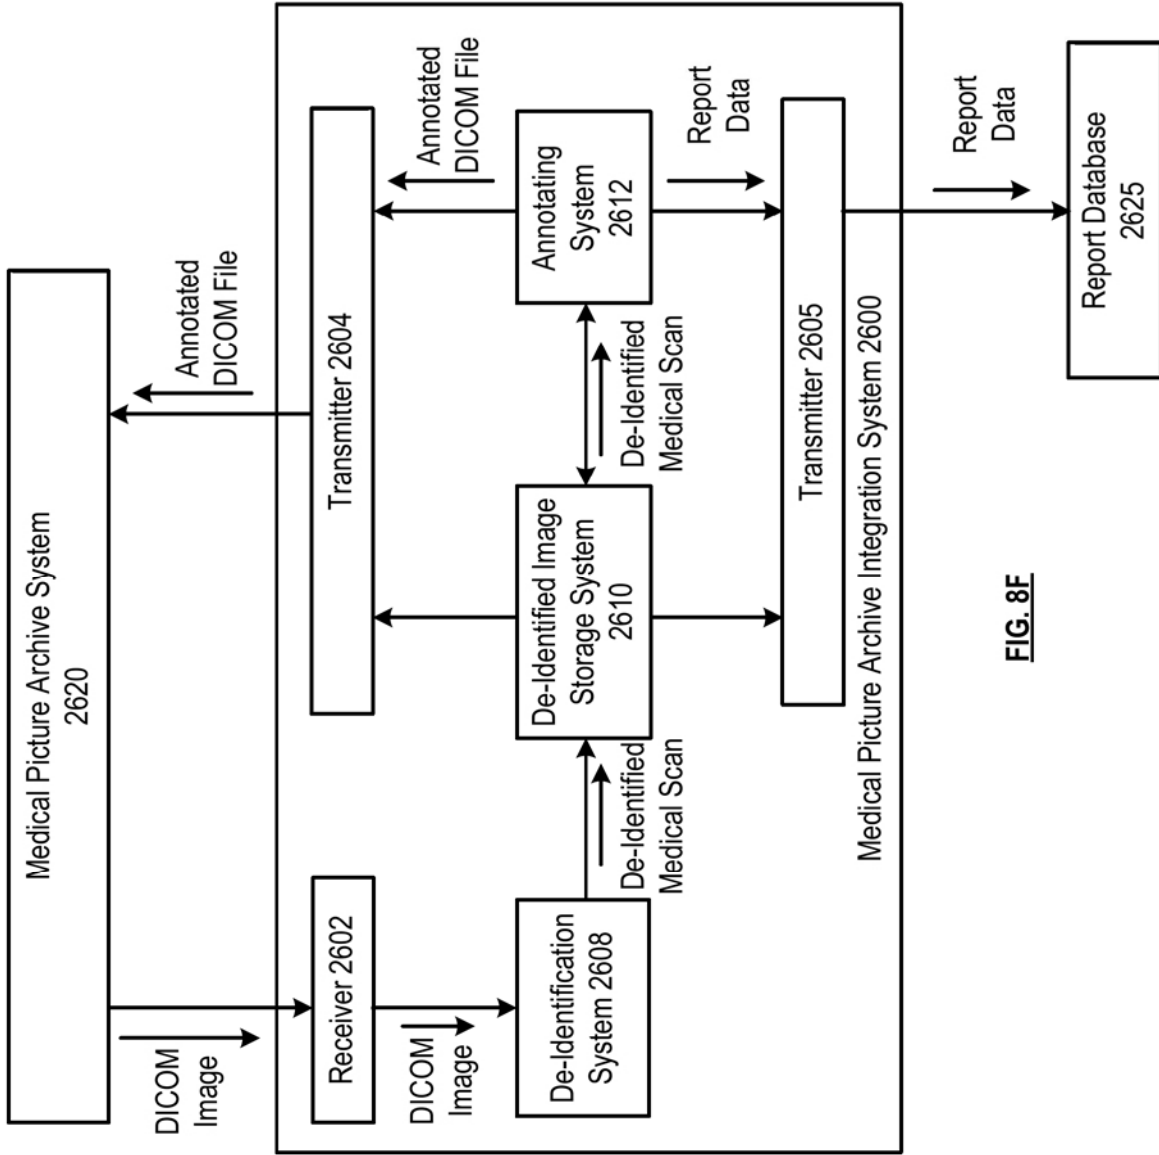 Medical Picture Archive System
2620
DICOM
Image
Annotated
DICOM File
Receiver 2602
Transmitter 2604
DICOM
Image
Annotated
DICOM File
De-Identification
System 2608
De-Identified
Medical Scan
De-Identified Image
Storage System
2610
De-Identified
Medical Scan
Annotating
System
2612
Report
Data
Transmitter 2605
Medical Picture Archive Integration System 2600
Report
Data
Report Database
2625
FIG. 8F